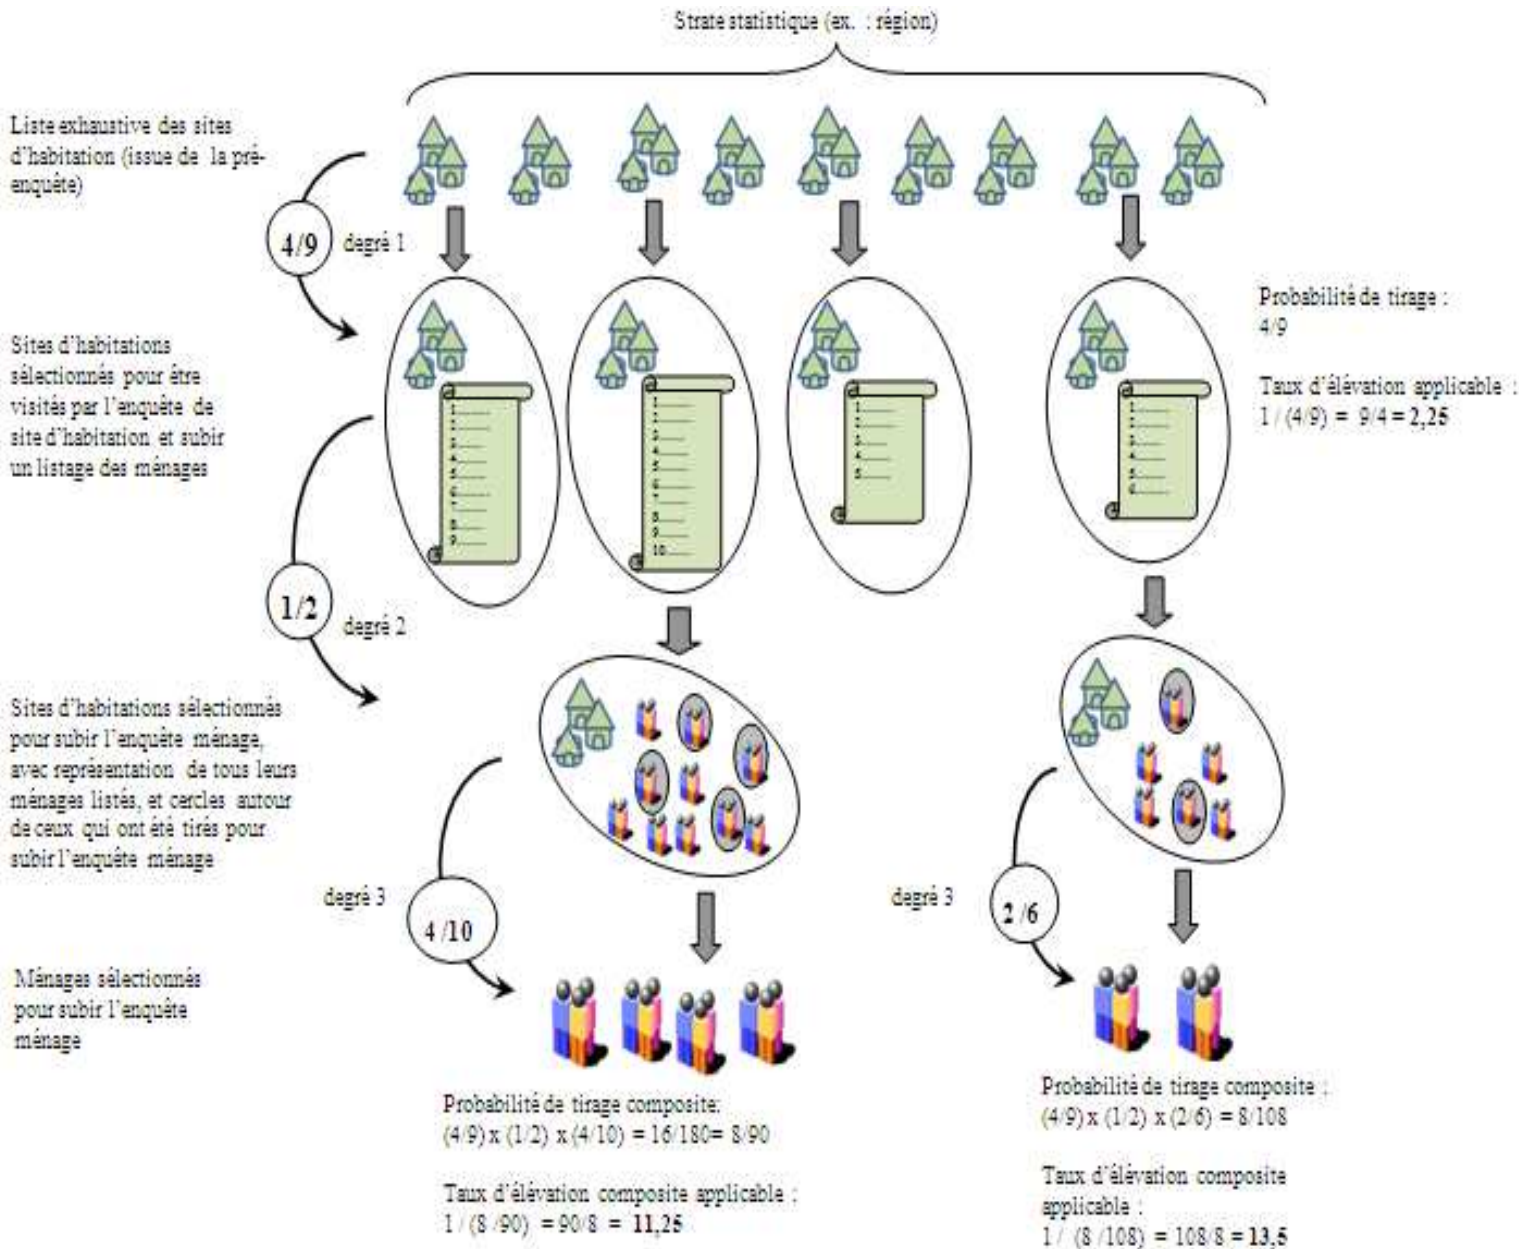 Strate statistique (ex. : région)
Liste exhaustive des sites
d'habitation (issue de la pré-
enquête)
4/9
degré 1
Probabilité de tirage :
4/9
Taux d'élévation applicable :
1 / (4/9) = 9/4 = 2,25
Sites d'habitations
sélectionnés pour être
visités par l'enquête de
site d'habitation et subir
un listage des ménages
1/2
degré 2
Sites d'habitations sélectionnés
pour subir l'enquête ménage,
avec représentation de tous leurs
ménages listés, et cercles autour
de ceux qui ont été tirés pour
subir l'enquête ménage
degré 3
4 /10
degré 3
2 /6
Ménages sélectionnés
pour subir l'enquête
ménage
Probabilité de tirage composite:
(4/9) x (1/2) x (4/10) = 16/180= 8/90
Taux d'élévation composite applicable :
1 / (8 /90) = 90/8 = 11,25
Probabilité de tirage composite :
(4/9) x (1/2) x (2/6) = 8/108
Taux d'élévation composite
applicable :
1 / (8 /108) = 108/8 = 13,5